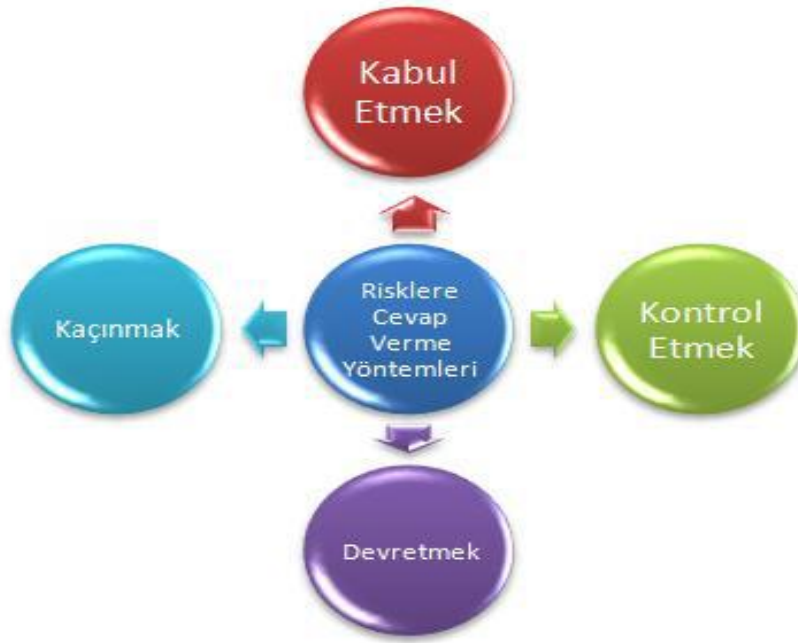 Kabul
Etmek
Kaçınmak
Risklere
Cevap
Verme
Yöntemleri
Kontrol
Etmek
Devretmek